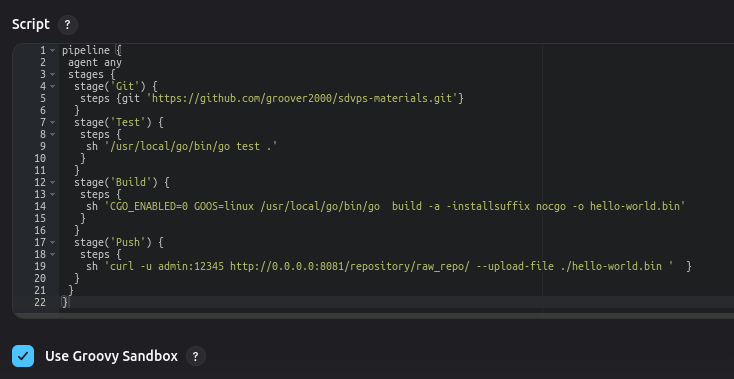 Script ?
1 pipeline {
2  agent any
3  stages {
4   stage('Git') {
5    steps {git 'https://github.com/groover2000/sdvps-materials.git'}
6   }
7   stage('Test') {
8    steps {
9     sh '/usr/local/go/bin/go test .'
10    }
11   }
12   stage('Build') {
13    steps {
14     sh 'CGO_ENABLED=0 GOOS=linux /usr/local/go/bin/go  build -a -installsuffix nocgo -o hello-world.bin'
15    }
16   }
17   stage('Push') {
18    steps {
19     sh 'curl -u admin:12345 http://0.0.0.0:8081/repository/raw_repo/ --upload-file ./hello-world.bin '  }
20   }
21  }
22 }
Use Groovy Sandbox ?